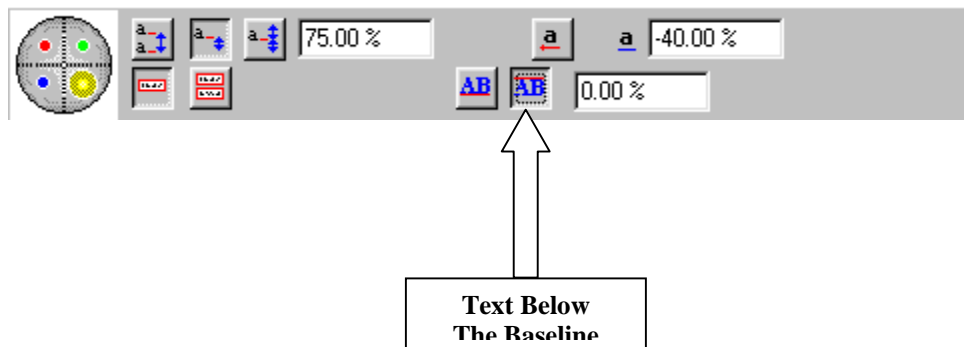 a a 75.00 % a a -40.00 %
a
AB AB 0.00 %
Text Below
The Baseline